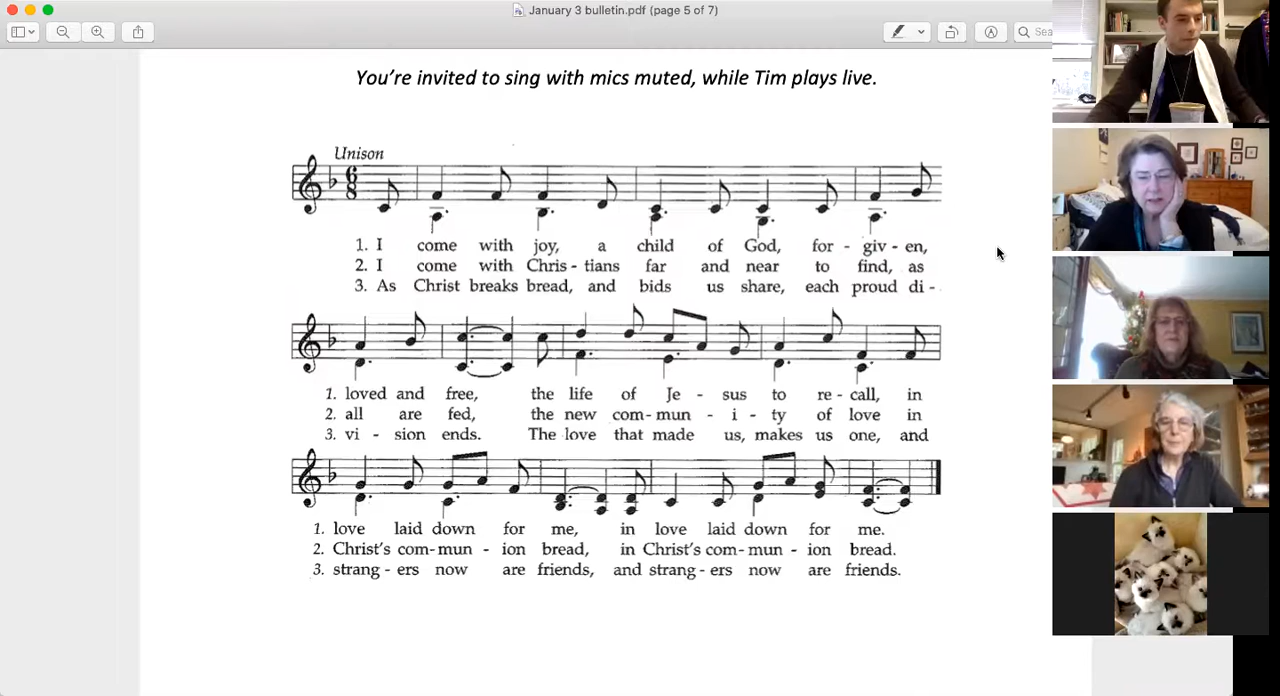 January 3 bulletin.pdf (page 5 of 7)
Sea
You're invited to sing with mics muted, while Tim plays live.
Unison
6
8
1. I come with joy, a child of God, for - giv - en,
2. I come with Chris - tians far and near to find, as
3. As Christ breaks bread, and bids us share, each proud di -
1. loved and free, the life of Je - sus to re - call, in
2. all are fed, the new com - mun - i - ty of love in
3. vi - sion ends. The love that made us, makes us one, and
1. love laid down for me, in love laid down for me.
2. Christ's com - mun - ion bread, in Christ's com - mun - ion bread.
3. strang - ers now are friends, and strang - ers now are friends.